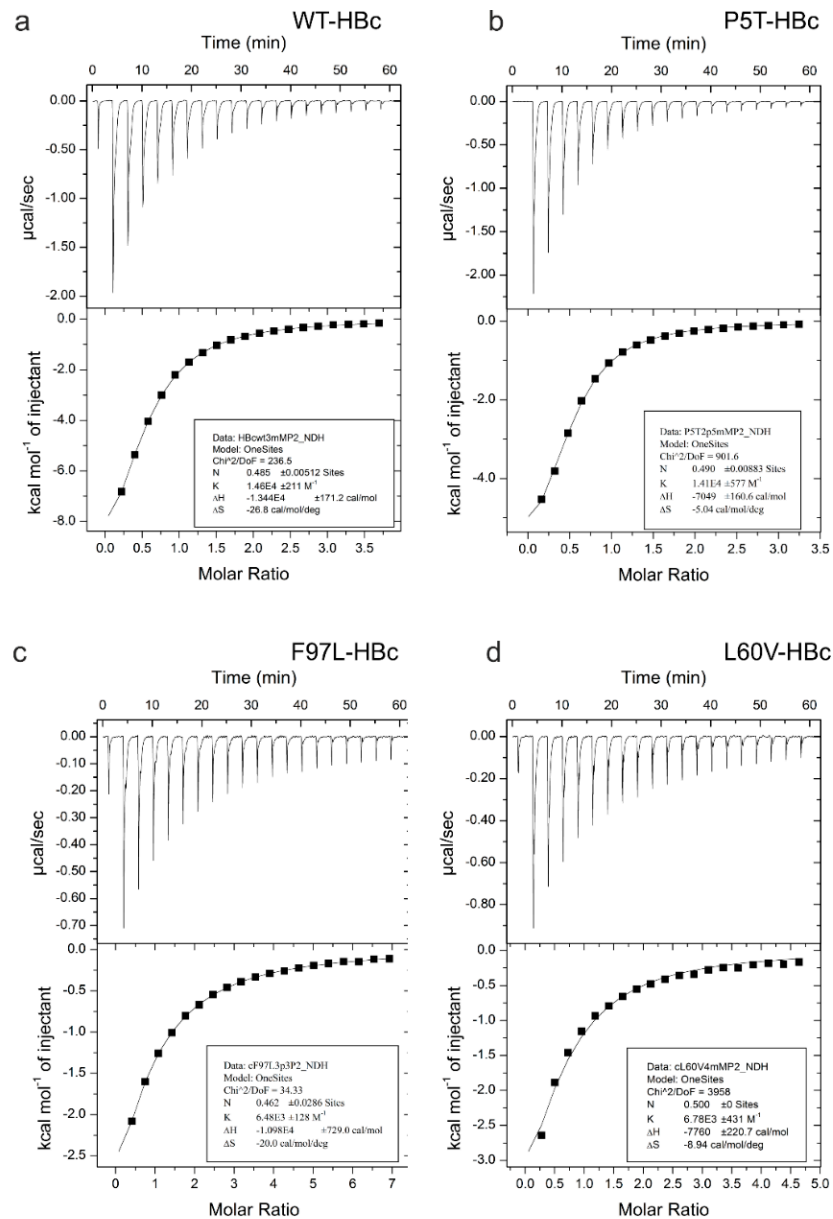 a
WT-HBc
Time (min)
0 10 20 30 40 50 60
0.00
-0.50
-1.00
-1.50
-2.00
µcal/sec
0.0
-2.0
-4.0
-6.0
-8.0
kcal mol⁻¹ of injectant
Data: HBcwt3mMP2_NDH
Model: OneSites
Chi^2/DoF = 236.5
N 0.485 ±0.00512 Sites
K 1.46E4 ±211 M⁻¹
ΔH -1.344E4 ±171.2 cal/mol
ΔS -26.8 cal/mol/deg
0.0 0.5 1.0 1.5 2.0 2.5 3.0 3.5
Molar Ratio
b
P5T-HBc
Time (min)
0 10 20 30 40 50 60
0.00
-0.50
-1.00
-1.50
-2.00
µcal/sec
0.0
-2.0
-4.0
kcal mol⁻¹ of injectant
Data: P5T2p5mMP2_NDH
Model: OneSites
Chi^2/DoF = 901.6
N 0.490 ±0.00883 Sites
K 1.41E4 ±577 M⁻¹
ΔH -7049 ±160.6 cal/mol
ΔS -5.04 cal/mol/deg
0.0 0.5 1.0 1.5 2.0 2.5 3.0 3.5
Molar Ratio
c
F97L-HBc
Time (min)
0 10 20 30 40 50 60
0.00
-0.10
-0.20
-0.30
-0.40
-0.50
-0.60
-0.70
µcal/sec
0.0
-0.5
-1.0
-1.5
-2.0
-2.5
kcal mol⁻¹ of injectant
Data: cF97L3p3P2_NDH
Model: OneSites
Chi^2/DoF = 34.33
N 0.462 ±0.0286 Sites
K 6.48E3 ±128 M⁻¹
ΔH -1.098E4 ±729.0 cal/mol
ΔS -20.0 cal/mol/deg
0 1 2 3 4 5 6 7
Molar Ratio
d
L60V-HBc
Time (min)
0 10 20 30 40 50 60
0.00
-0.20
-0.40
-0.60
-0.80
µcal/sec
0.0
-0.5
-1.0
-1.5
-2.0
-2.5
-3.0
kcal mol⁻¹ of injectant
Data: cL60V4mMP2_NDH
Model: OneSites
Chi^2/DoF = 3958
N 0.500 ±0 Sites
K 6.78E3 ±431 M⁻¹
ΔH -7760 ±220.7 cal/mol
ΔS -8.94 cal/mol/deg
0.0 0.5 1.0 1.5 2.0 2.5 3.0 3.5 4.0 4.5 5.0
Molar Ratio